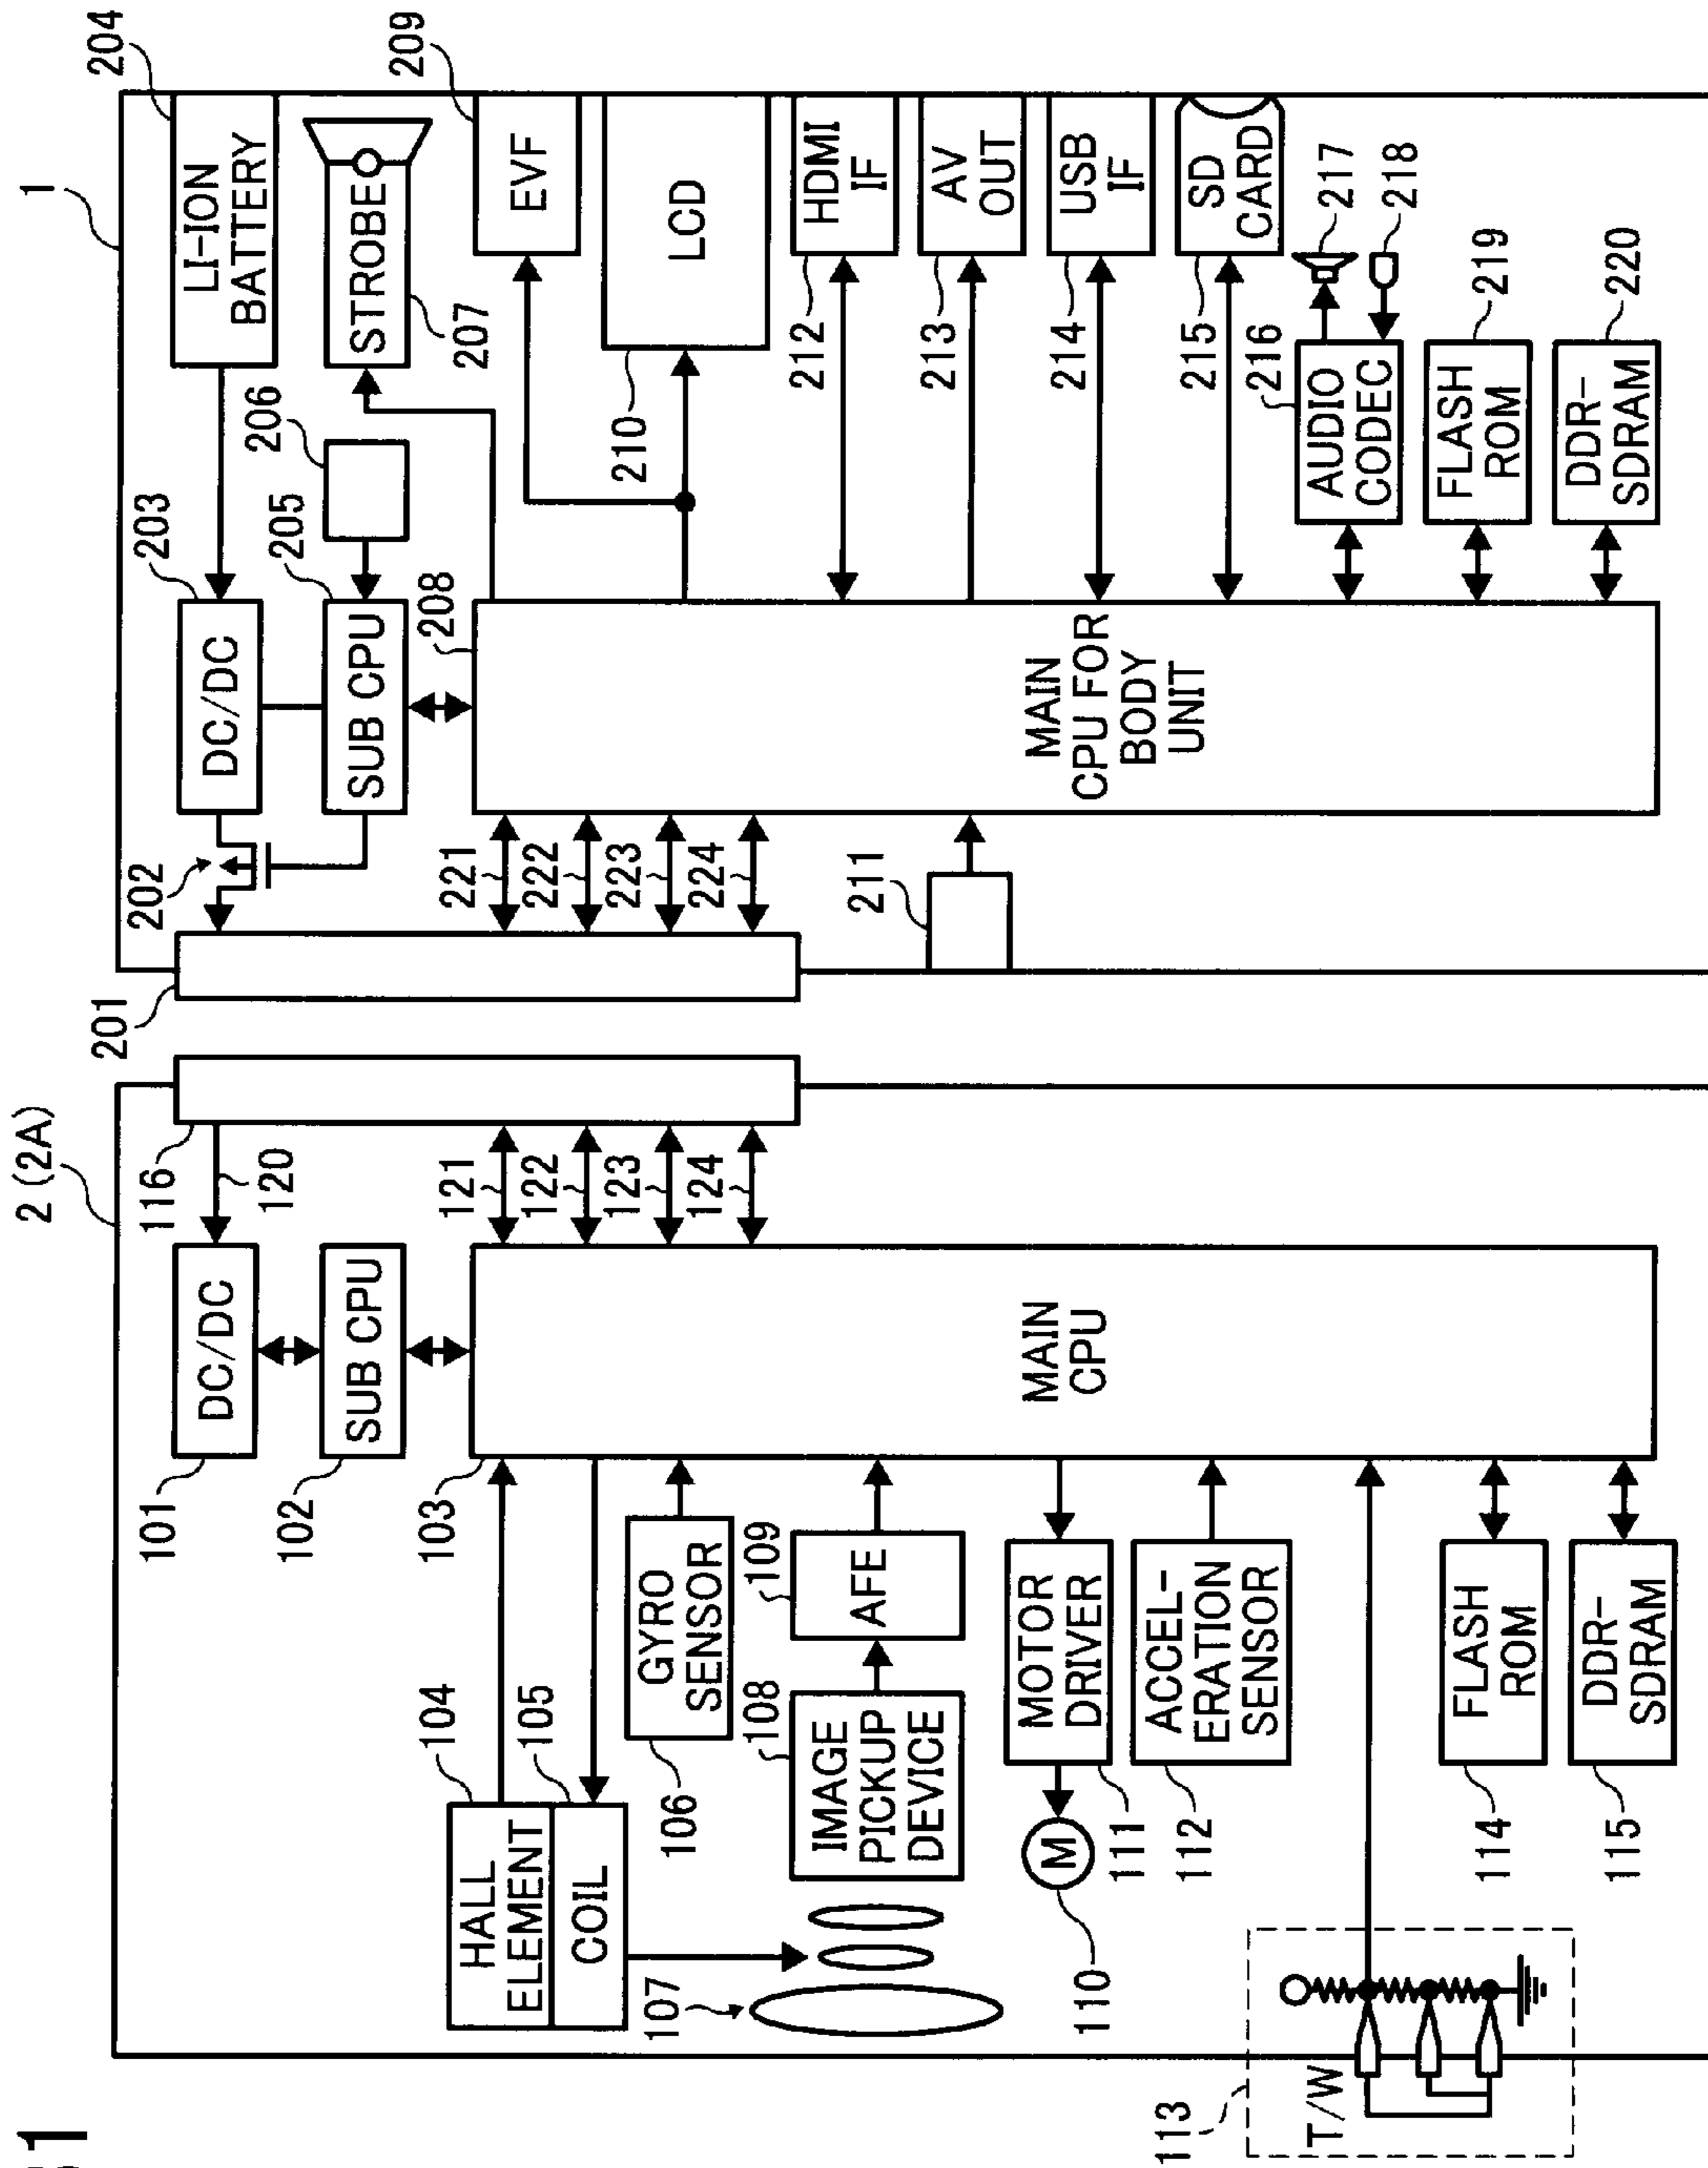 1
204
LI-ION
BATTERY
STROBE
207
209
EVF
LCD
210
HDMI
IF
212
AV
OUT
213
USB
IF
214
SD
CARD
215
217
218
AUDIO
CODEC
216
FLASH
ROM
219
DDR-
SDRAM
220
206
203
DC/DC
205
SUB CPU
208
MAIN
CPU FOR
BODY
UNIT
202
221
222
223
224
211
201
2 (2A)
116
120
121
122
123
124
DC/DC
101
SUB CPU
102
MAIN
CPU
103
104
HALL
ELEMENT
105
COIL
GYRO
SENSOR
106
109
AFE
108
IMAGE
PICKUP
DEVICE
107
MOTOR
DRIVER
111
M
110
ACCEL-
ERATION
SENSOR
112
FLASH
ROM
114
DDR-
SDRAM
115
113
T/W